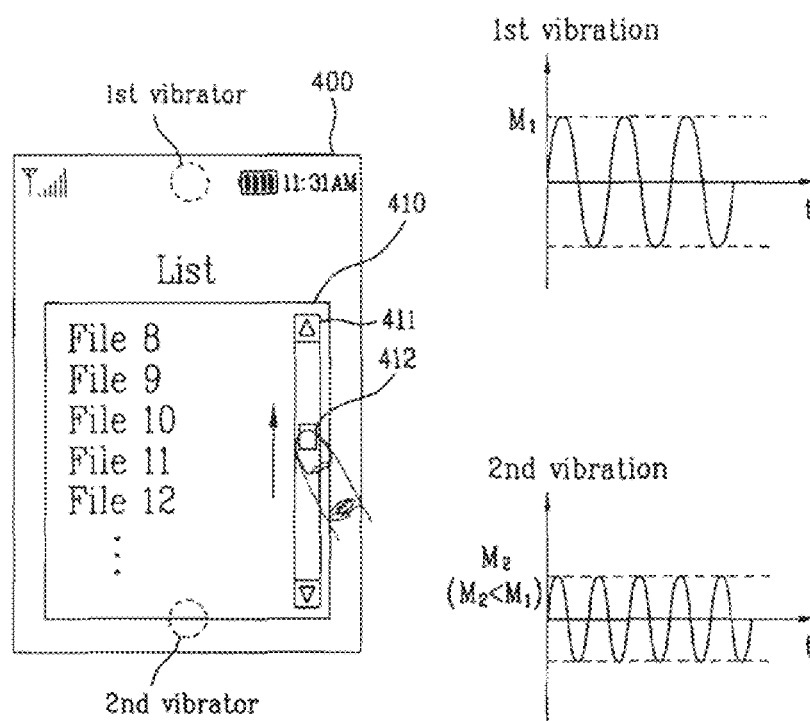 1st vibrator
400
11:31AM
410
List
411
412
File 8
File 9
File 10
File 11
File 12
2nd vibrator
1st vibration
M₁
t
2nd vibration
M₂
(M₂<M₁)
t